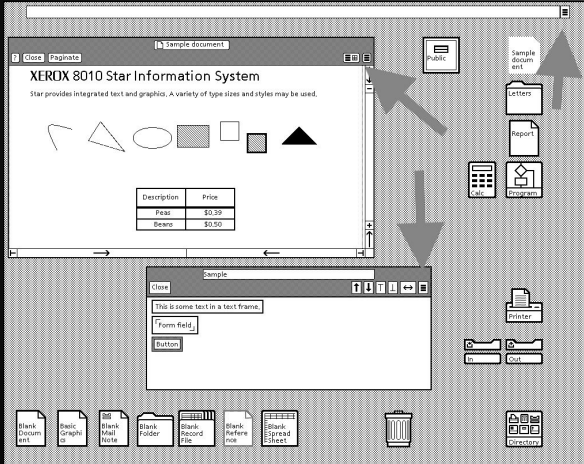 Sample document
? Close Paginate
XEROX 8010 Star Information System
Star provides integrated text and graphics. A variety of type sizes and styles may be used.
Description Price
Peas $0.39
Beans $0.50
Public
Sample
docum
ent
Letters
Report
Calc
Program
Sample
Close
This is some text in a text frame.
Form field
Button
Printer
In
Out
Blank
Docum
ent
Basic
Graphi
cs
Blank
Mail
Note
Blank
Folder
Blank
Record
File
Blank
Refere
nce
Blank
Spread
Sheet
Directory